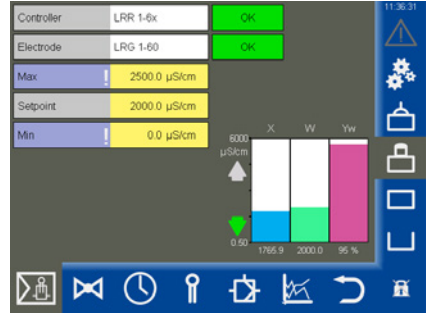 11:36:31
Controller LRR 1-6x OK
Electrode LRG 1-60 OK
Max ! 2500.0 µS/cm
Setpoint 2000.0 µS/cm
Min ! 0.0 µS/cm
X W Yw
6000
µS/cm
0.50
1765.9 2000.0 95 %